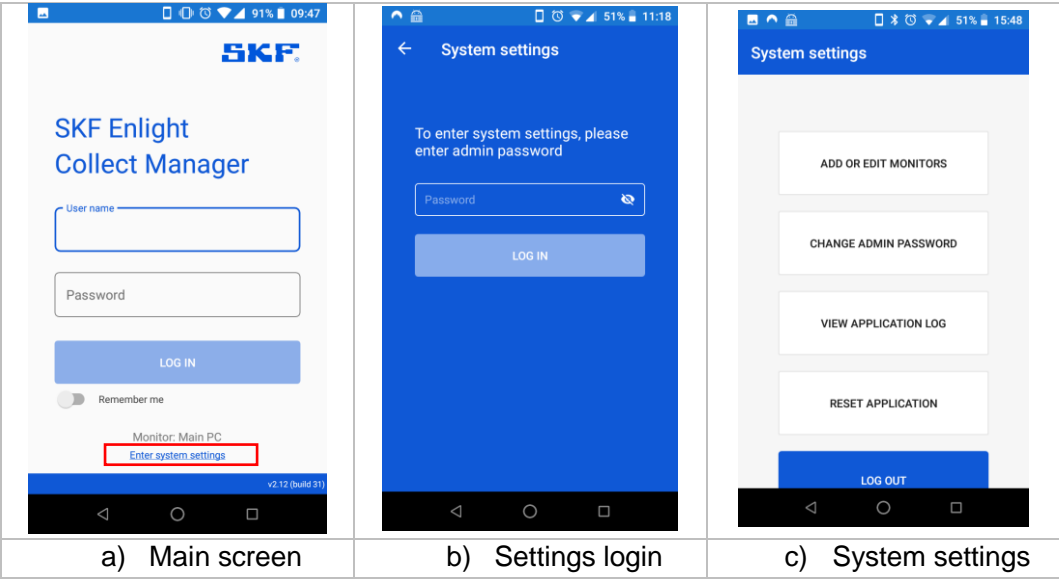 91% 09:47
SKF
SKF Enlight
Collect Manager
User name
Password
LOG IN
Remember me
Monitor: Main PC
Enter system settings
v2.12 (build 31)
a) Main screen
51% 11:18
System settings
To enter system settings, please
enter admin password
Password
LOG IN
b) Settings login
51% 15:48
System settings
ADD OR EDIT MONITORS
CHANGE ADMIN PASSWORD
VIEW APPLICATION LOG
RESET APPLICATION
LOG OUT
c) System settings